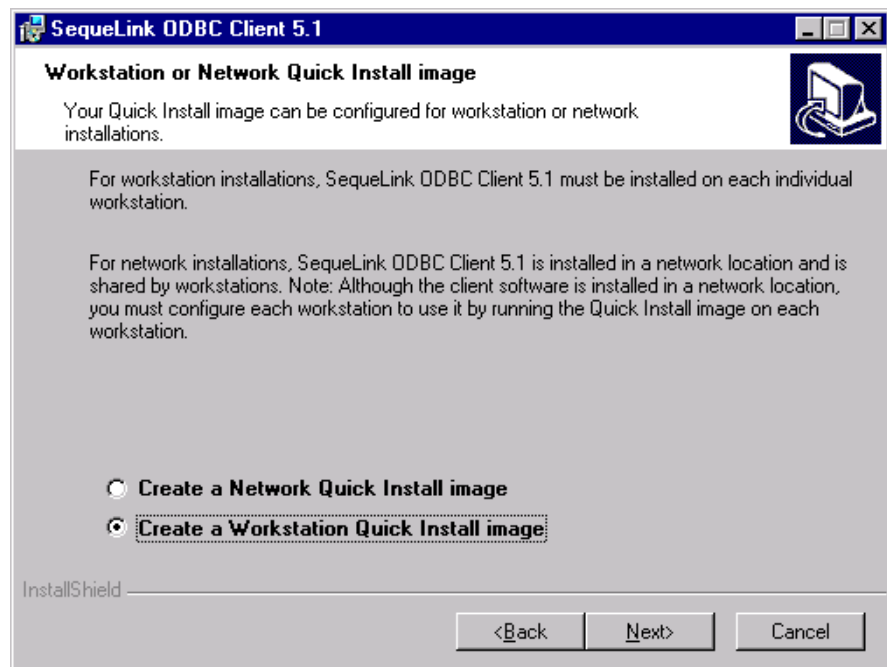 SequeLink ODBC Client 5.1
Workstation or Network Quick Install image
Your Quick Install image can be configured for workstation or network
installations.
For workstation installations, SequeLink ODBC Client 5.1 must be installed on each individual
workstation.
For network installations, SequeLink ODBC Client 5.1 is installed in a network location and is
shared by workstations. Note: Although the client software is installed in a network location,
you must configure each workstation to use it by running the Quick Install image on each
workstation.
Create a Network Quick Install image
Create a Workstation Quick Install image
InstallShield
<Back Next> Cancel